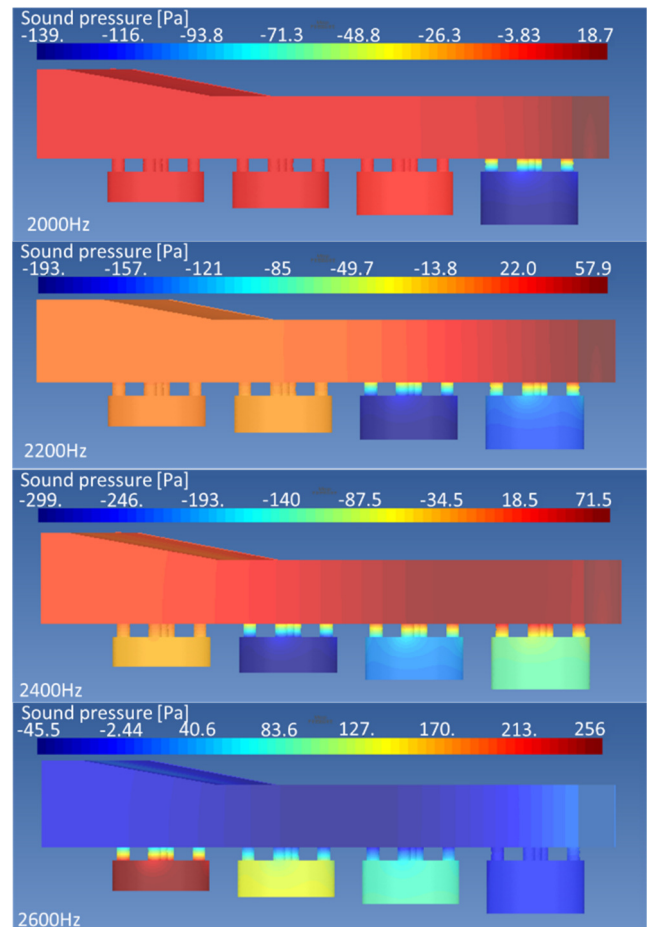 Sound pressure [Pa]
-139. -116. -93.8 -71.3 -48.8 -26.3 -3.83 18.7
2000Hz
Sound pressure [Pa]
-193. -157. -121 -85 -49.7 -13.8 22.0 57.9
2200Hz
Sound pressure [Pa]
-299. -246. -193. -140 -87.5 -34.5 18.5 71.5
2400Hz
Sound pressure [Pa]
-45.5 -2.44 40.6 83.6 127. 170. 213. 256
2600Hz